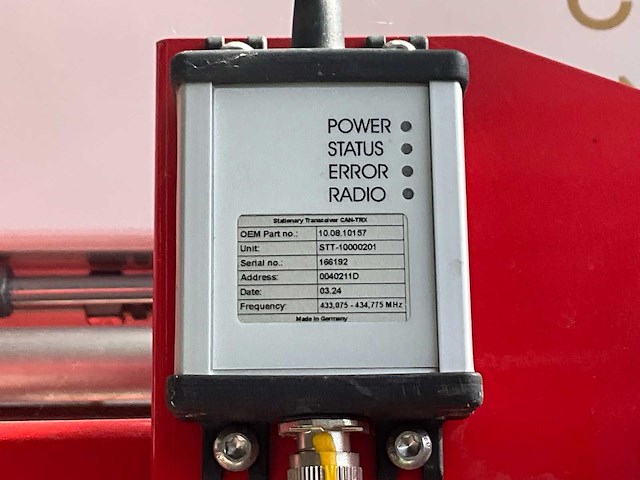 POWER
STATUS
ERROR
RADIO
Stationary Transceiver CAN-TRX
OEM Part no.: 10.08.10157
Unit: STT-10000201
Serial no.: 166192
Address: 0040211D
Date: 03.24
Frequency: 433,075 - 434,775 MHz
Made in Germany